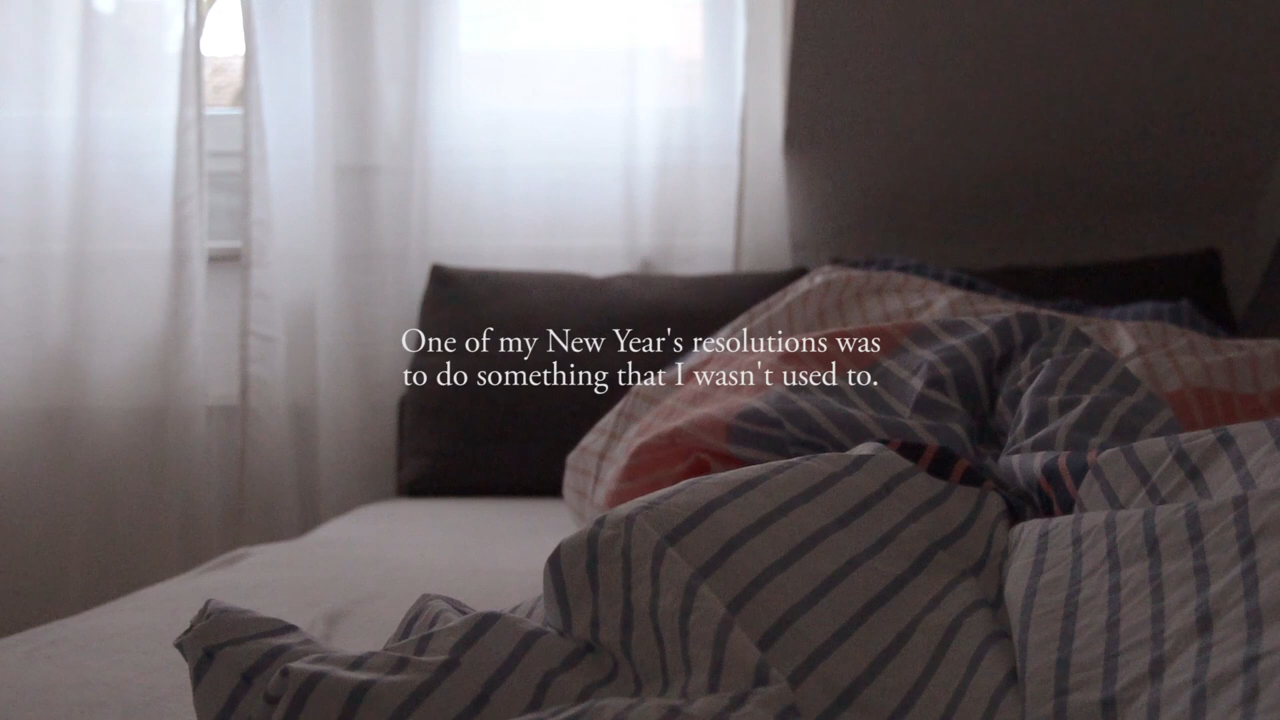 One of my New Year's resolutions was
to do something that I wasn't used to.